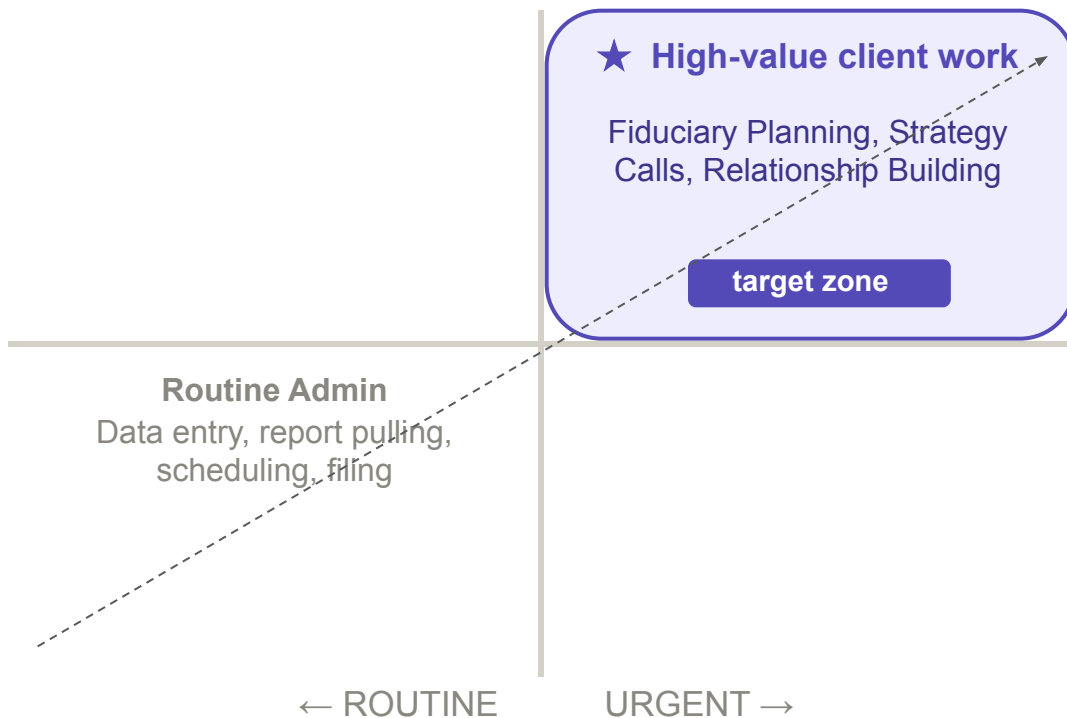 ★ High-value client work
Fiduciary Planning, Strategy
Calls, Relationship Building
target zone
Routine Admin
Data entry, report pulling,
scheduling, filing
← ROUTINE
URGENT →